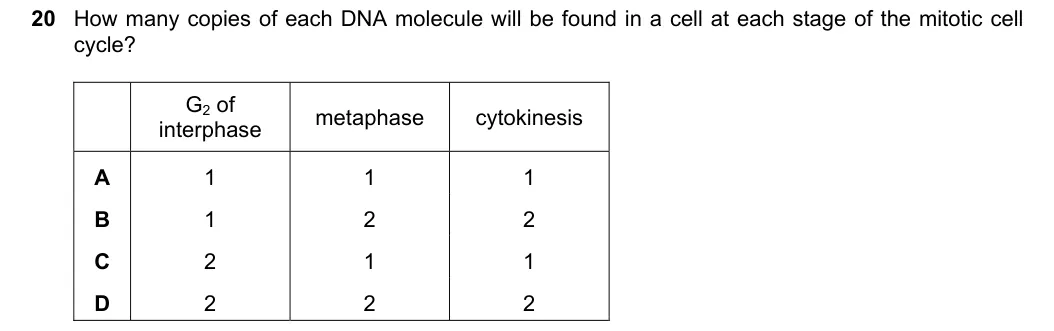 20 How many copies of each DNA molecule will be found in a cell at each stage of the mitotic cell
cycle?
G₂ of
interphase
metaphase
cytokinesis
A 1 1 1
B 1 2 2
C 2 1 1
D 2 2 2